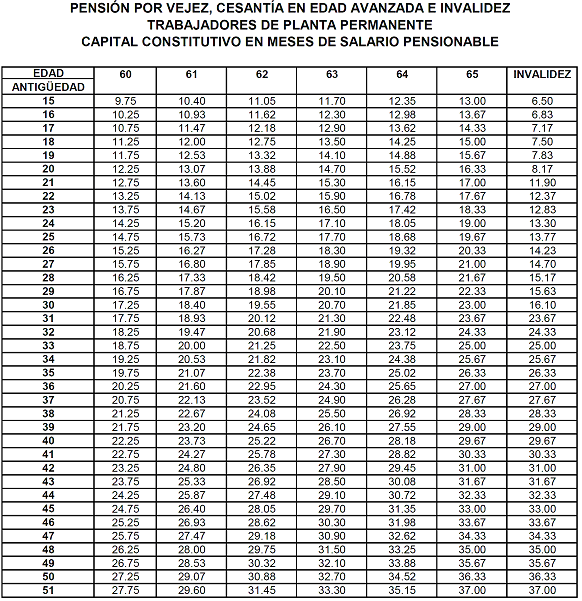 PENSIÓN POR VEJEZ, CESANTÍA EN EDAD AVANZADA E INVALIDEZ
TRABAJADORES DE PLANTA PERMANENTE
CAPITAL CONSTITUTIVO EN MESES DE SALARIO PENSIONABLE
EDAD 60 61 62 63 64 65 INVALIDEZ
ANTIGÜEDAD
15 9.75 10.40 11.05 11.70 12.35 13.00 6.50
16 10.25 10.93 11.62 12.30 12.98 13.67 6.83
17 10.75 11.47 12.18 12.90 13.62 14.33 7.17
18 11.25 12.00 12.75 13.50 14.25 15.00 7.50
19 11.75 12.53 13.32 14.10 14.88 15.67 7.83
20 12.25 13.07 13.88 14.70 15.52 16.33 8.17
21 12.75 13.60 14.45 15.30 16.15 17.00 11.90
22 13.25 14.13 15.02 15.90 16.78 17.67 12.37
23 13.75 14.67 15.58 16.50 17.42 18.33 12.83
24 14.25 15.20 16.15 17.10 18.05 19.00 13.30
25 14.75 15.73 16.72 17.70 18.68 19.67 13.77
26 15.25 16.27 17.28 18.30 19.32 20.33 14.23
27 15.75 16.80 17.85 18.90 19.95 21.00 14.70
28 16.25 17.33 18.42 19.50 20.58 21.67 15.17
29 16.75 17.87 18.98 20.10 21.22 22.33 15.63
30 17.25 18.40 19.55 20.70 21.85 23.00 16.10
31 17.75 18.93 20.12 21.30 22.48 23.67 23.67
32 18.25 19.47 20.68 21.90 23.12 24.33 24.33
33 18.75 20.00 21.25 22.50 23.75 25.00 25.00
34 19.25 20.53 21.82 23.10 24.38 25.67 25.67
35 19.75 21.07 22.38 23.70 25.02 26.33 26.33
36 20.25 21.60 22.95 24.30 25.65 27.00 27.00
37 20.75 22.13 23.52 24.90 26.28 27.67 27.67
38 21.25 22.67 24.08 25.50 26.92 28.33 28.33
39 21.75 23.20 24.65 26.10 27.55 29.00 29.00
40 22.25 23.73 25.22 26.70 28.18 29.67 29.67
41 22.75 24.27 25.78 27.30 28.82 30.33 30.33
42 23.25 24.80 26.35 27.90 29.45 31.00 31.00
43 23.75 25.33 26.92 28.50 30.08 31.67 31.67
44 24.25 25.87 27.48 29.10 30.72 32.33 32.33
45 24.75 26.40 28.05 29.70 31.35 33.00 33.00
46 25.25 26.93 28.62 30.30 31.98 33.67 33.67
47 25.75 27.47 29.18 30.90 32.62 34.33 34.33
48 26.25 28.00 29.75 31.50 33.25 35.00 35.00
49 26.75 28.53 30.32 32.10 33.88 35.67 35.67
50 27.25 29.07 30.88 32.70 34.52 36.33 36.33
51 27.75 29.60 31.45 33.30 35.15 37.00 37.00